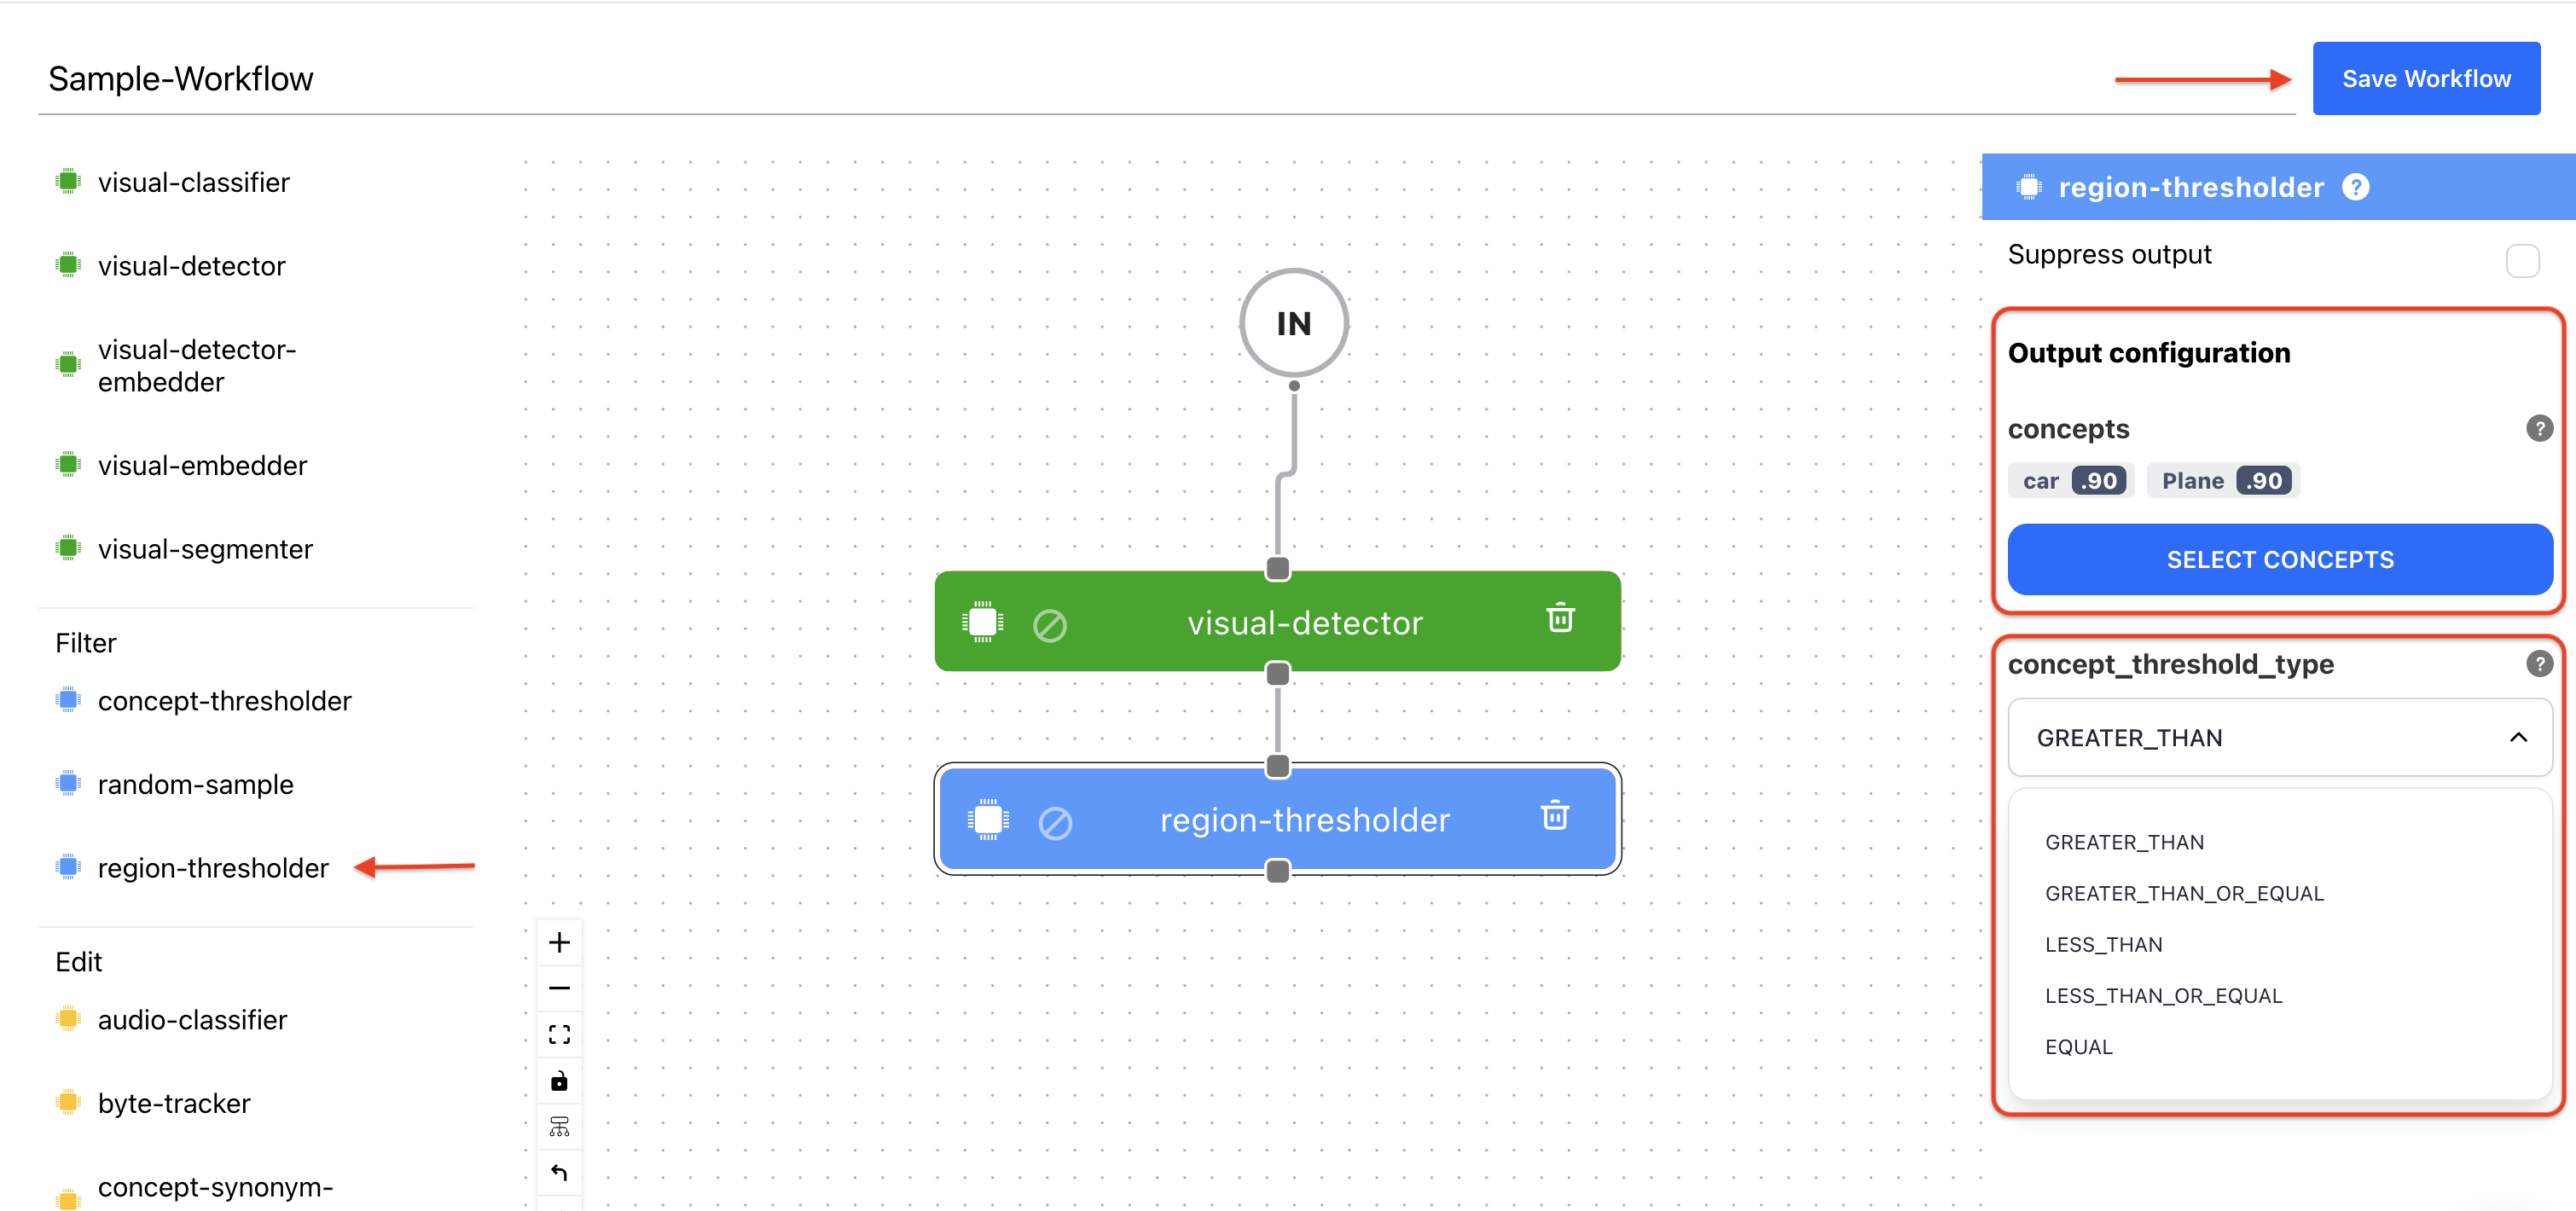 Sample-Workflow
Save Workflow
visual-classifier
visual-detector
visual-detector-
embedder
visual-embedder
visual-segmenter
Filter
concept-thresholder
random-sample
region-thresholder
Edit
audio-classifier
byte-tracker
concept-synonym-
IN
visual-detector
region-thresholder
region-thresholder ?
Suppress output
Output configuration
concepts ?
car .90 Plane .90
SELECT CONCEPTS
concept_threshold_type ?
GREATER_THAN
GREATER_THAN
GREATER_THAN_OR_EQUAL
LESS_THAN
LESS_THAN_OR_EQUAL
EQUAL